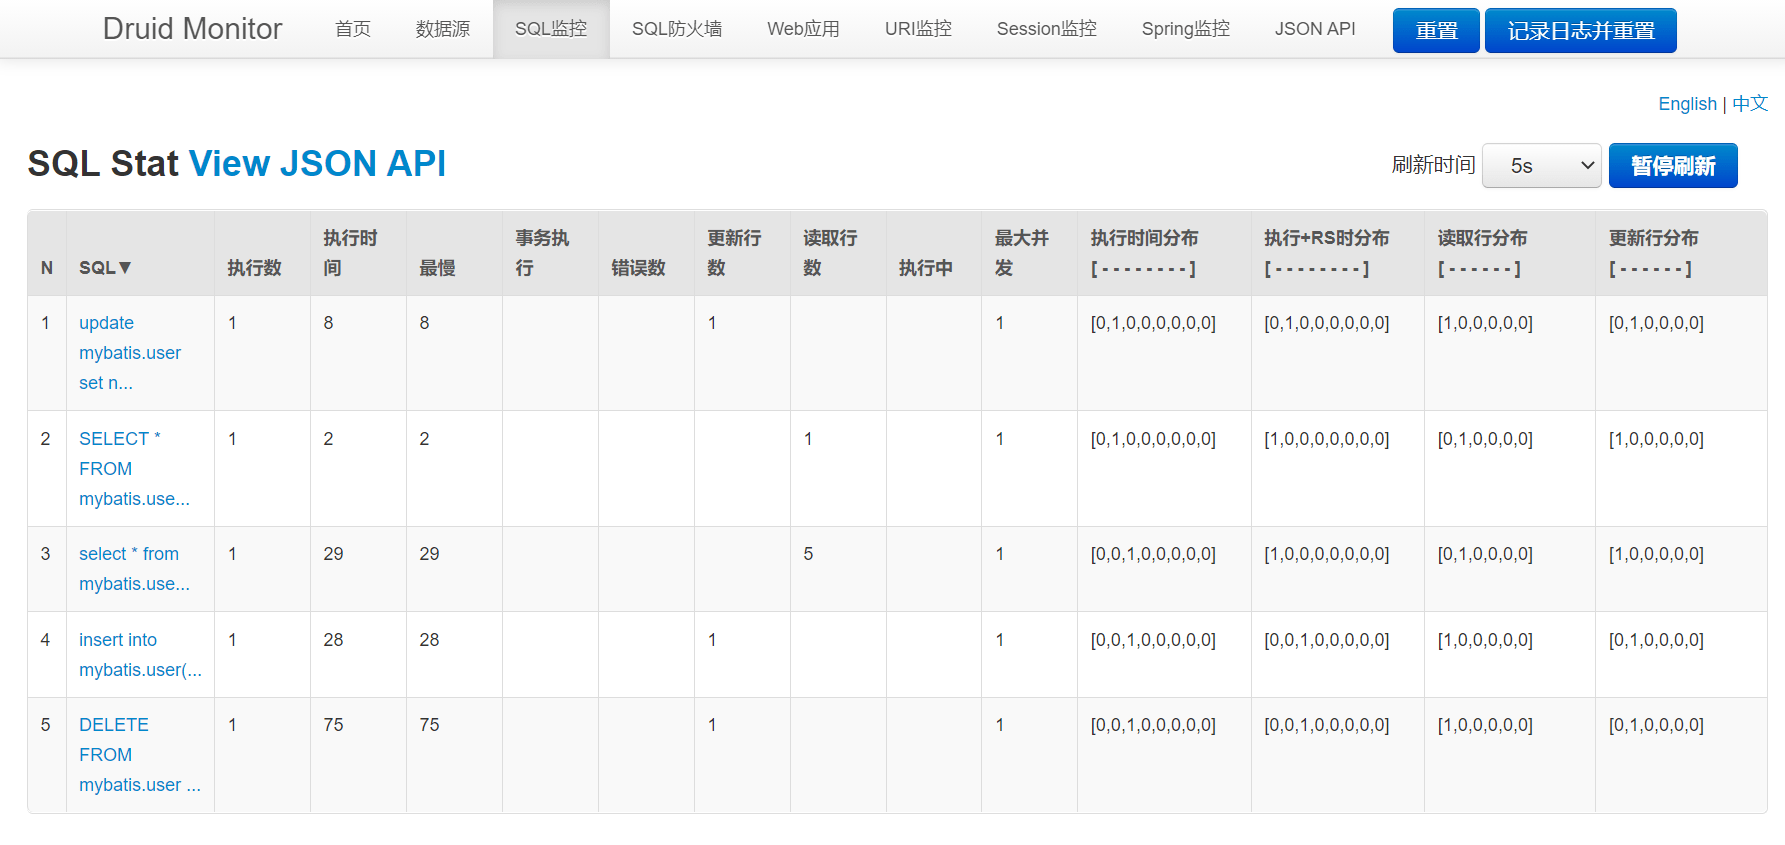 Druid Monitor 首页 数据源 SQL监控 SQL防火墙 Web应用 URI监控 Session监控 Spring监控 JSON API 重置 记录日志并重置
English | 中文
SQL Stat View JSON API 刷新时间 5s 暂停刷新
执行时 事务执 更新行 读取行 最大并 执行时间分布 执行+RS时分布 读取行分布 更新行分布
N SQL▼ 执行数 间 最慢 行 错误数 数 数 执行中 发 [ - - - - - - - - ] [ - - - - - - - - ] [ - - - - - - ] [ - - - - - - ]
1 update 1 8 8 1 1 [0,1,0,0,0,0,0,0] [0,1,0,0,0,0,0,0] [1,0,0,0,0,0] [0,1,0,0,0,0]
mybatis.user
set n...
2 SELECT * 1 2 2 1 1 [0,1,0,0,0,0,0,0] [1,0,0,0,0,0,0,0] [0,1,0,0,0,0] [1,0,0,0,0,0]
FROM
mybatis.use...
3 select * from 1 29 29 5 1 [0,0,1,0,0,0,0,0] [1,0,0,0,0,0,0,0] [0,1,0,0,0,0] [1,0,0,0,0,0]
mybatis.use...
4 insert into 1 28 28 1 1 [0,0,1,0,0,0,0,0] [0,0,1,0,0,0,0,0] [1,0,0,0,0,0] [0,1,0,0,0,0]
mybatis.user(...
5 DELETE 1 75 75 1 1 [0,0,1,0,0,0,0,0] [0,0,1,0,0,0,0,0] [1,0,0,0,0,0] [0,1,0,0,0,0]
FROM
mybatis.user ...